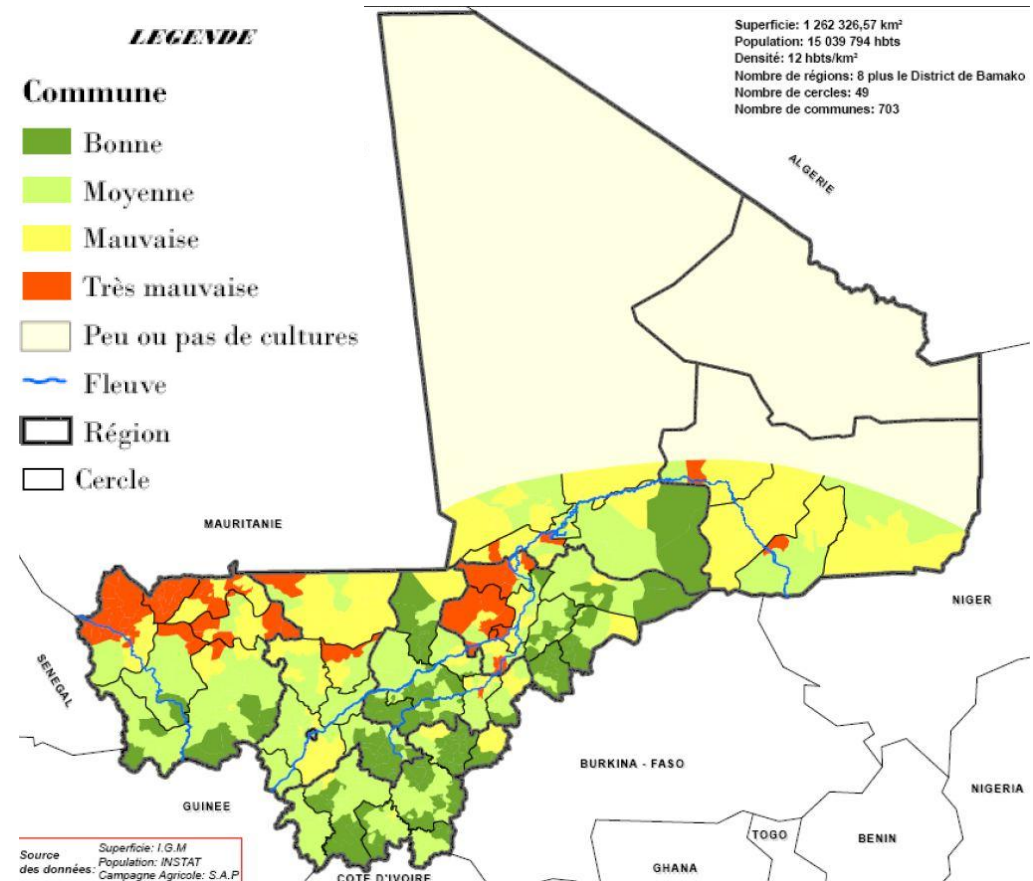 LEGENDE
Commune
Bonne
Moyenne
Mauvaise
Très mauvaise
Peu ou pas de cultures
Fleuve
Région
Cercle
Superficie: 1 262 326,57 km²
Population: 15 039 794 hbts
Densité: 12 hbts/km²
Nombre de régions: 8 plus le District de Bamako
Nombre de cercles: 49
Nombre de communes: 703
ALGERIE
MAURITANIE
NIGER
SENEGAL
BURKINA - FASO
NIGERIA
GUINEE
TOGO
BENIN
GHANA
COTE D'IVOIRE
Source des données:
Superficie: I.G.M
Population: INSTAT
Campagne Agricole: S.A.P